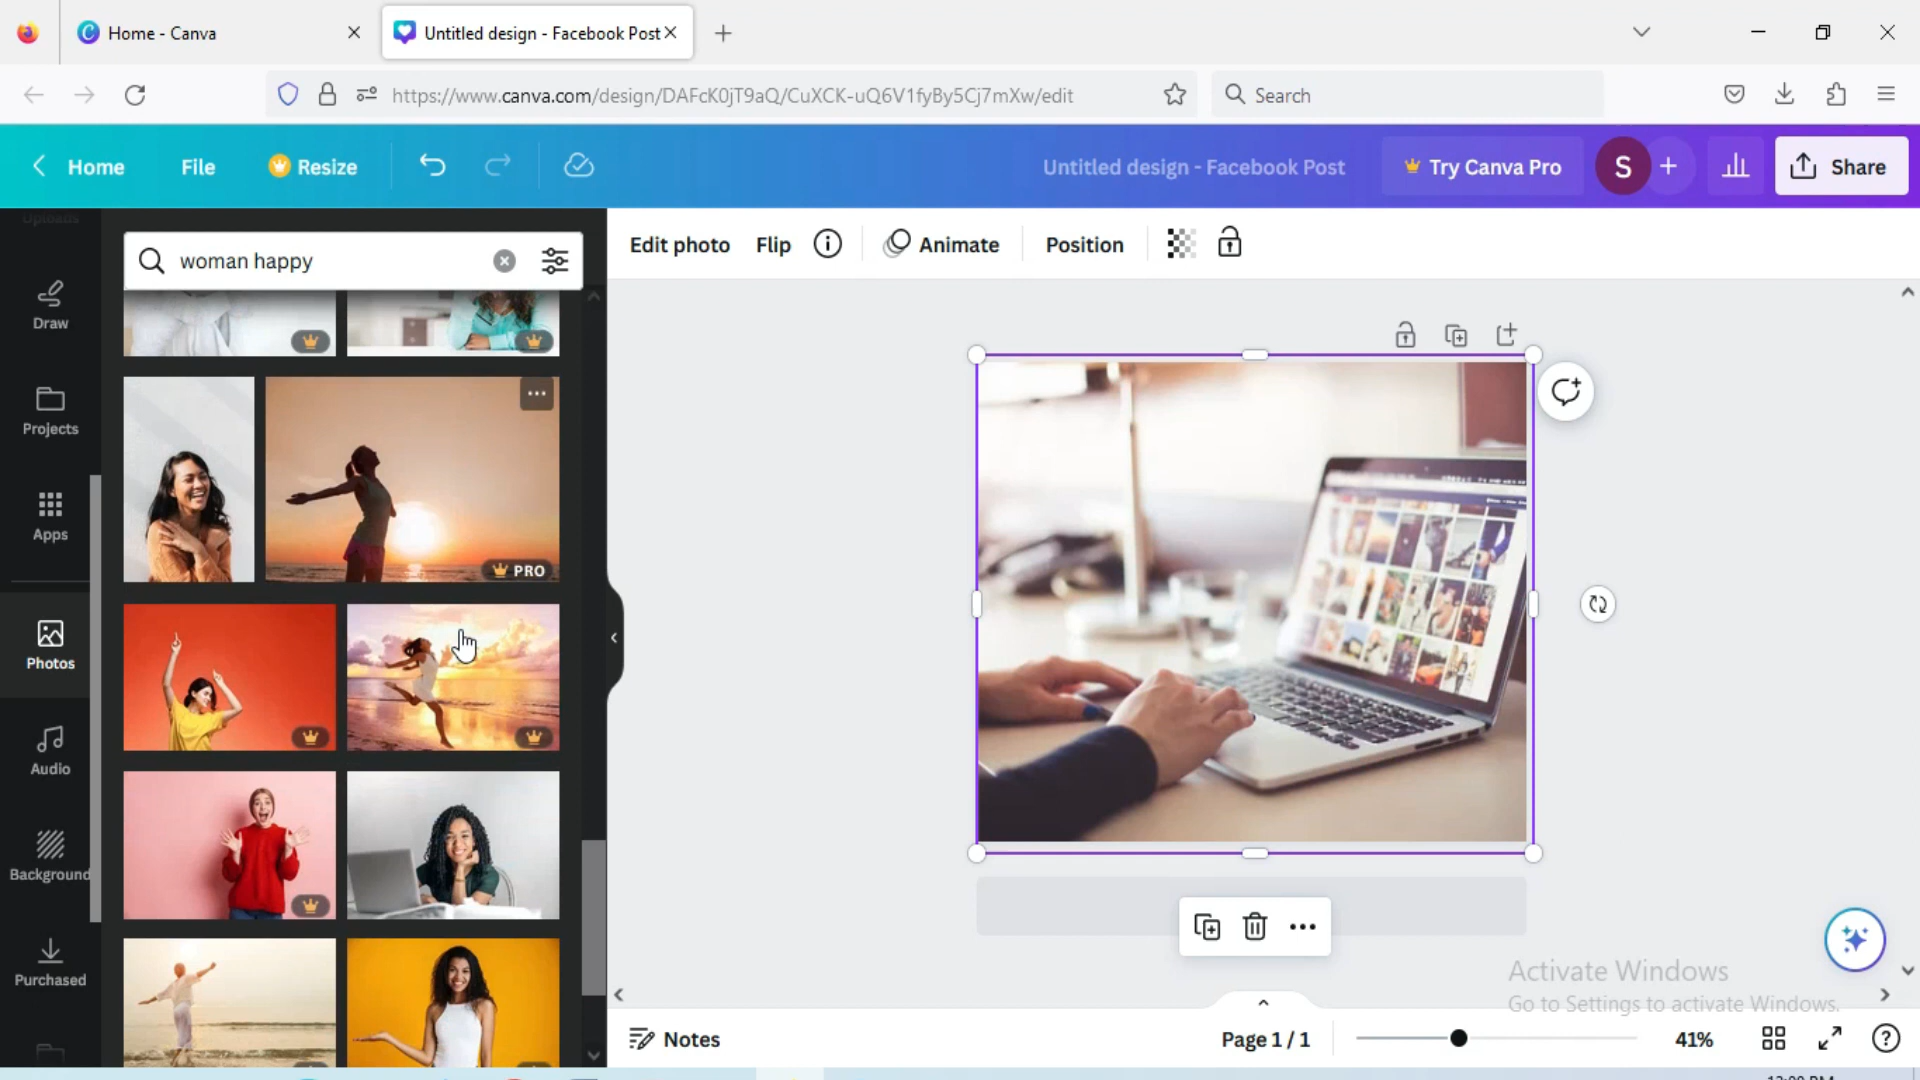 Home - Canva
Untitled design - Facebook Post
https://www.canva.com/design/DAFcK0jT9aQ/CuXCK-uQ6V1fyBy5Cj7mXw/edit
Search
Home
File
Resize
Untitled design - Facebook Post
Try Canva Pro
S
Share
Uploads
woman happy
Edit photo
Flip
Animate
Position
Draw
Projects
Apps
PRO
Photos
Audio
Background
Purchased
Activate Windows
Go to Settings to activate Windows.
Notes
Page 1 / 1
41%